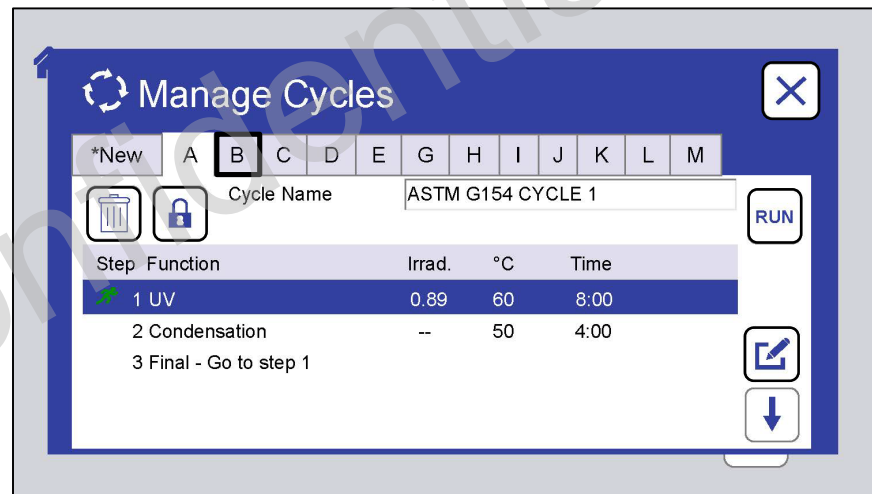 Confidential
Manage Cycles
*New A B C D E G H I J K L M
Cycle Name ASTM G154 CYCLE 1
RUN
Step Function Irrad. °C Time
1 UV 0.89 60 8:00
2 Condensation -- 50 4:00
3 Final - Go to step 1